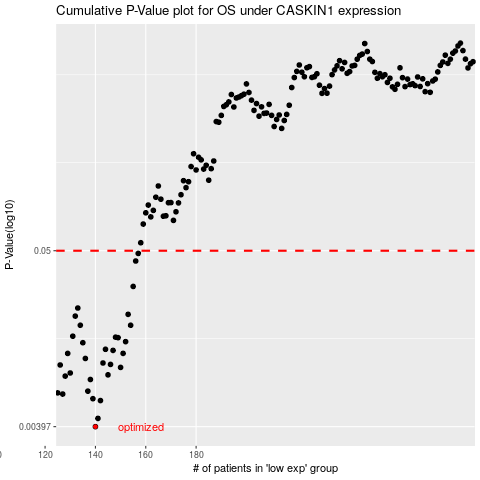 Cumulative P-Value plot for OS under CASKIN1 expression
P-Value(log10)
0.05
0.00397
optimized
0 120 140 160 180
# of patients in 'low exp' group